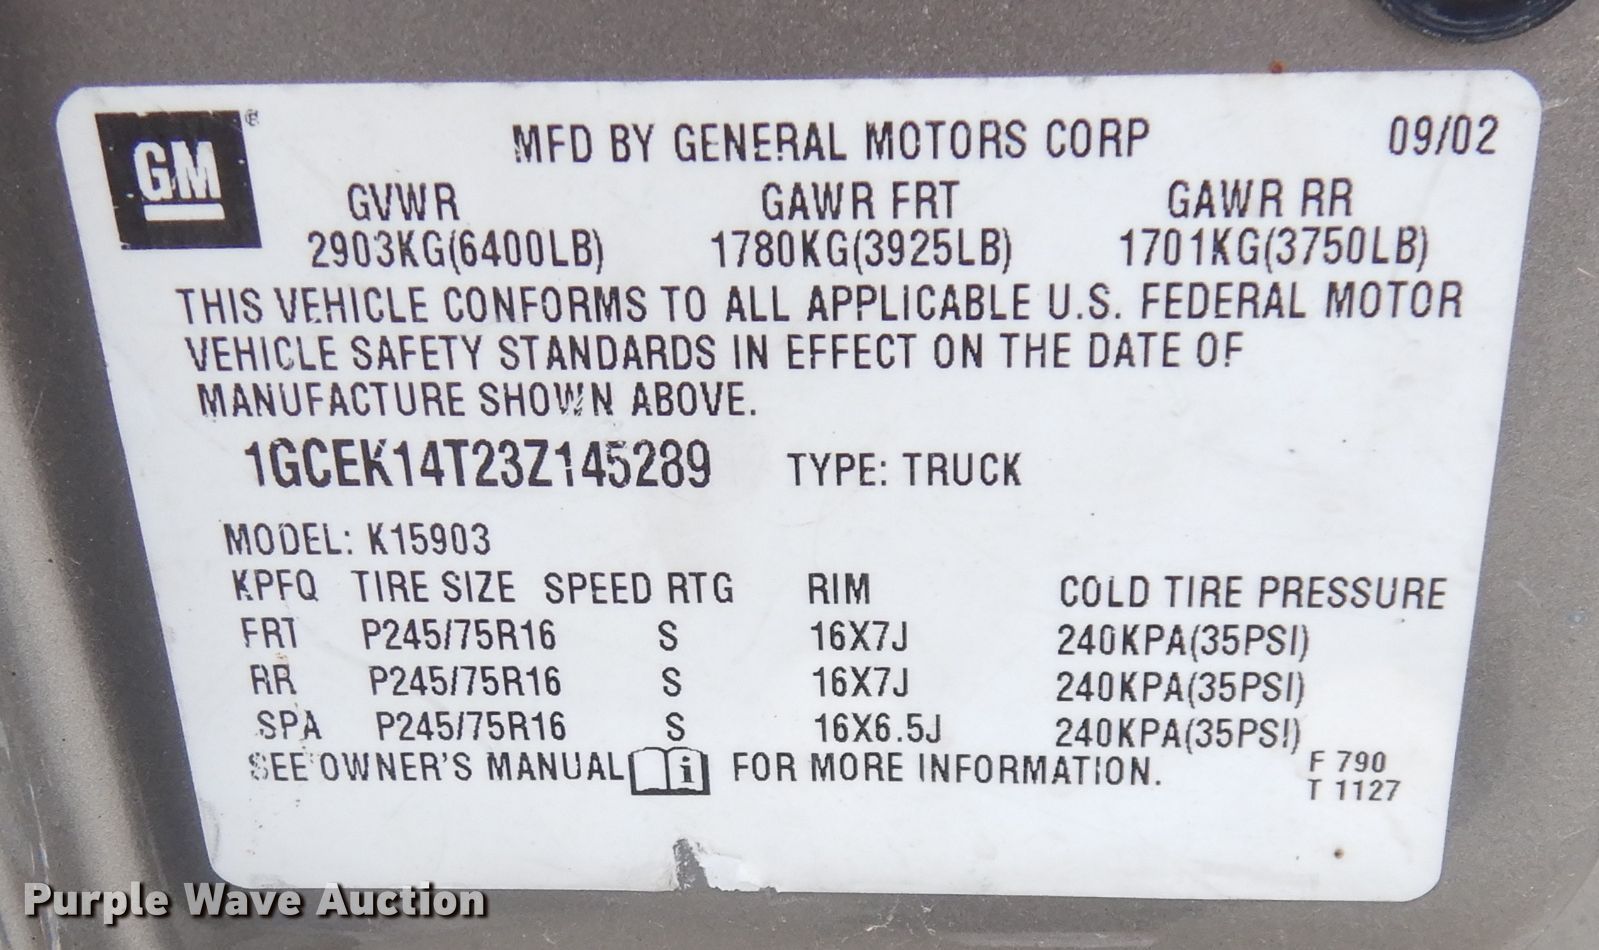 GM®
MFD BY GENERAL MOTORS CORP 09/02
GVWR GAWR FRT GAWR RR
2903KG(6400LB) 1780KG(3925LB) 1701KG(3750LB)
THIS VEHICLE CONFORMS TO ALL APPLICABLE U.S. FEDERAL MOTOR
VEHICLE SAFETY STANDARDS IN EFFECT ON THE DATE OF
MANUFACTURE SHOWN ABOVE.
1GCEK14T23Z145289 TYPE: TRUCK
MODEL: K15903
KPFQ TIRE SIZE SPEED RTG RIM COLD TIRE PRESSURE
FRT P245/75R16 S 16X7J 240KPA(35PSI)
RR P245/75R16 S 16X7J 240KPA(35PSI)
SPA P245/75R16 S 16X6.5J 240KPA(35PSI)
SEE OWNER'S MANUAL i FOR MORE INFORMATION.
F 790
T 1127
Purple Wave Auction